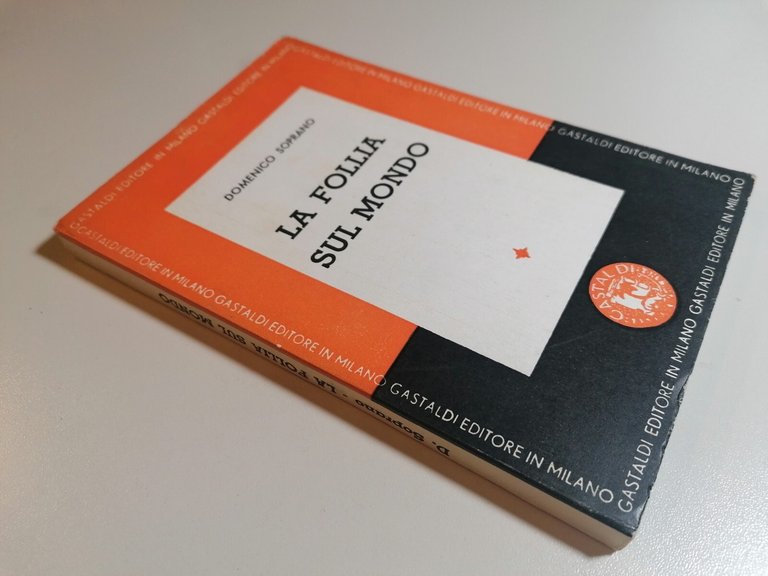 GASTALDI EDITORE IN MILANO GASTALDI EDITORE IN MILANO
GASTALDI EDITORE IN MILANO GASTALDI EDITORE IN MILANO GASTALDI EDITORE IN MILANO
DOMENICO SOPRANO
LA FOLLIA
SUL MONDO
GASTALDI
GASTALDI EDITORE IN MILANO GASTALDI EDITORE IN MILANO
GASTALDI EDITORE IN MILANO GASTALDI EDITORE IN MILANO GASTALDI EDITORE IN MILANO
D. Soprano - LA FOLLIA SUL MONDO